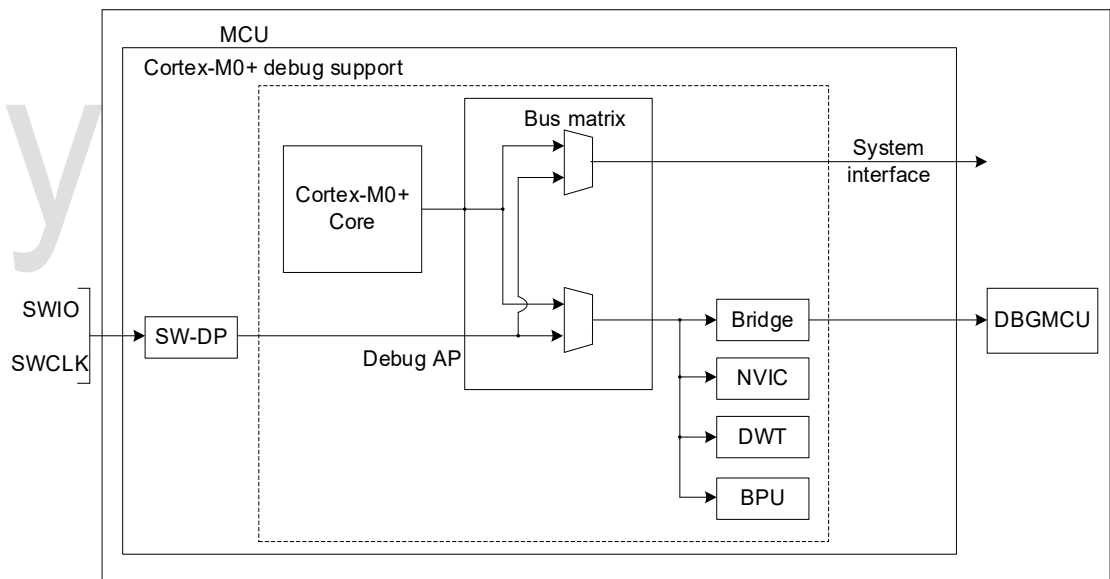 MCU
Cortex-M0+ debug support
Bus matrix
Cortex-M0+
Core
System
interface
SWIO
SWCLK
SW-DP
Debug AP
Bridge
DBGMCU
NVIC
DWT
BPU
y